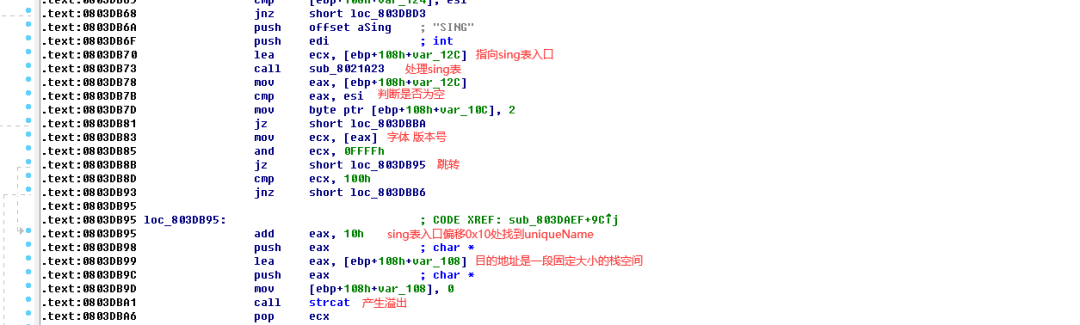 .text:0803DB68 jnz short loc_803DBD3
.text:0803DB6A push offset aSing ; "SING"
.text:0803DB6F push edi ; int
.text:0803DB70 lea ecx, [ebp+108h+var_12C] 指向sing表入口
.text:0803DB73 call sub_8021A23 处理sing表
.text:0803DB78 mov eax, [ebp+108h+var_12C]
.text:0803DB7B cmp eax, esi 判断是否为空
.text:0803DB7D mov byte ptr [ebp+108h+var_10C], 2
.text:0803DB81 jz short loc_803DBBA
.text:0803DB83 mov ecx, [eax] 字体 版本号
.text:0803DB85 and ecx, 0FFFFh
.text:0803DB8B jz short loc_803DB95 跳转
.text:0803DB8D cmp ecx, 100h
.text:0803DB93 jnz short loc_803DBB6
.text:0803DB95
.text:0803DB95 loc_803DB95: ; CODE XREF: sub_803DAEF+9C↑j
.text:0803DB95 add eax, 10h sing表入口偏移0x10处找到uniqueName
.text:0803DB98 push eax ; char *
.text:0803DB99 lea eax, [ebp+108h+var_108] 目的地址是一段固定大小的栈空间
.text:0803DB9C push eax ; char *
.text:0803DB9D mov [ebp+108h+var_108], 0
.text:0803DBA1 call strcat 产生溢出
.text:0803DBA6 pop ecx